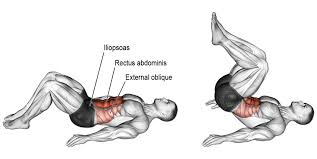 Iliopsoas
Rectus abdominis
External oblique